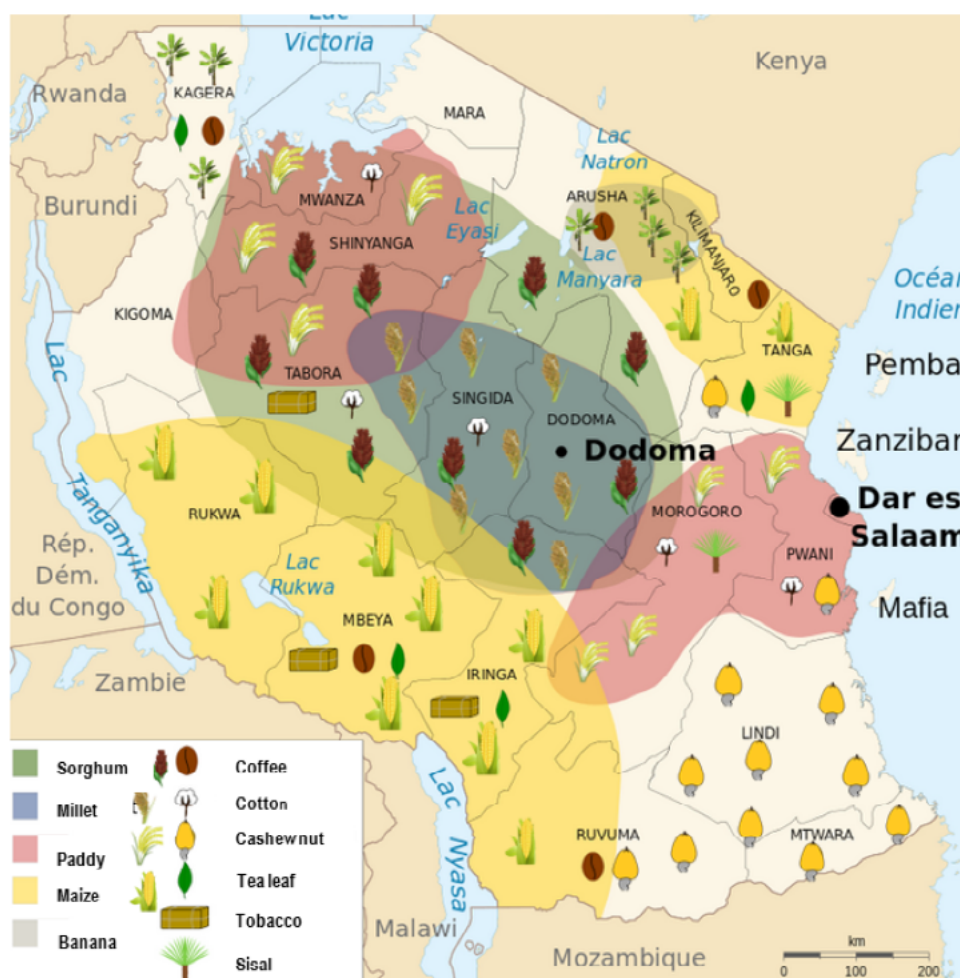 Lac
Victoria
Kenya
Rwanda
KAGERA
MARA
Lac
Natron
Burundi
MWANZA
ARUSHA
Lac
Eyasi
KILIMANJARO
SHINYANGA
Lac
Manyara
Océan
Indien
KIGOMA
TANGA
Lac
Tanganyika
TABORA
Pemba
SINGIDA
DODOMA
Dodoma
Zanzibar
RUKWA
MOROGORO
Dar es
Salaam
Rép.
Dém.
du Congo
PWANI
Lac
Rukwa
Mafia
MBEYA
Zambie
IRINGA
LINDI
Lac
Nyasa
RUVUMA
MTWARA
Malawi
Mozambique
km
0 100 200
Sorghum
Coffee
Millet
Cotton
Paddy
Cashewnut
Maize
Tea leaf
Banana
Tobacco
Sisal